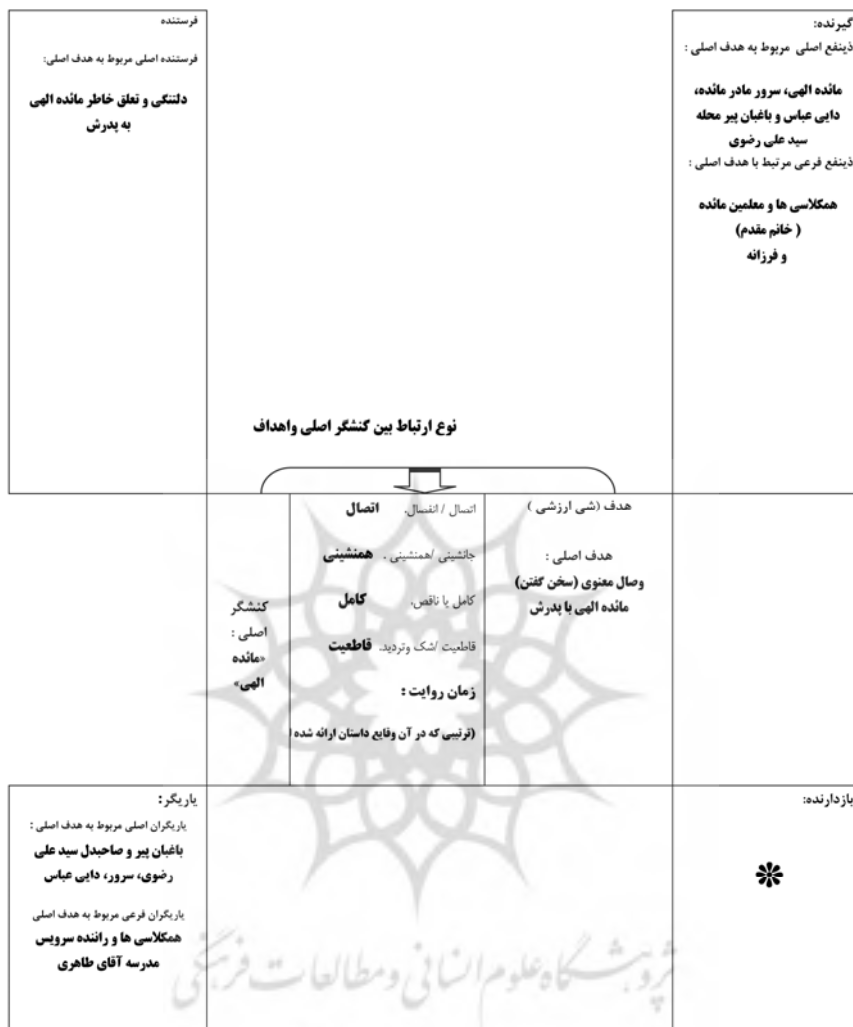 گیرنده:
ذینفع اصلی مربوط به هدف اصلی :
مائده الهی، سرور مادر مائده،
دایی عباس و باغبان پیر محله
سید علی رضوی
ذینفع فرعی مرتبط با هدف اصلی :
همکلاسی ها و معلمین مائده
( خانم مقدم)
و فرزانه
فرستنده
فرستنده اصلی مربوط به هدف اصلی:
دلتنگی و تعلق خاطر مائده الهی
به پدرش
نوع ارتباط بین کنشگر اصلی واهداف
هدف (شی ارزشی )
هدف اصلی :
وصال معنوی (سخن گفتن)
مائده الهی با پدرش
اتصال / انفصال. اتصال
جانشینی /همنشینی . همنشینی
کامل یا ناقص. کامل
قاطعیت /شک وتردید. قاطعیت
زمان روایت :
(ترتیبی که در آن وقایع داستان ارائه شده ا
کنشگر
اصلی :
«مائده
الهی»
بازدارنده:
یاریگر:
یاریگران اصلی مربوط به هدف اصلی :
باغبان پیر و صاحبدل سید علی
رضوی، سرور، دایی عباس
یاریگران فرعی مربوط به هدف اصلی
همکلاسی ها و راننده سرویس
مدرسه آقای طاهری
پژوهشگاه علوم انسانی و مطالعات فرهنگی